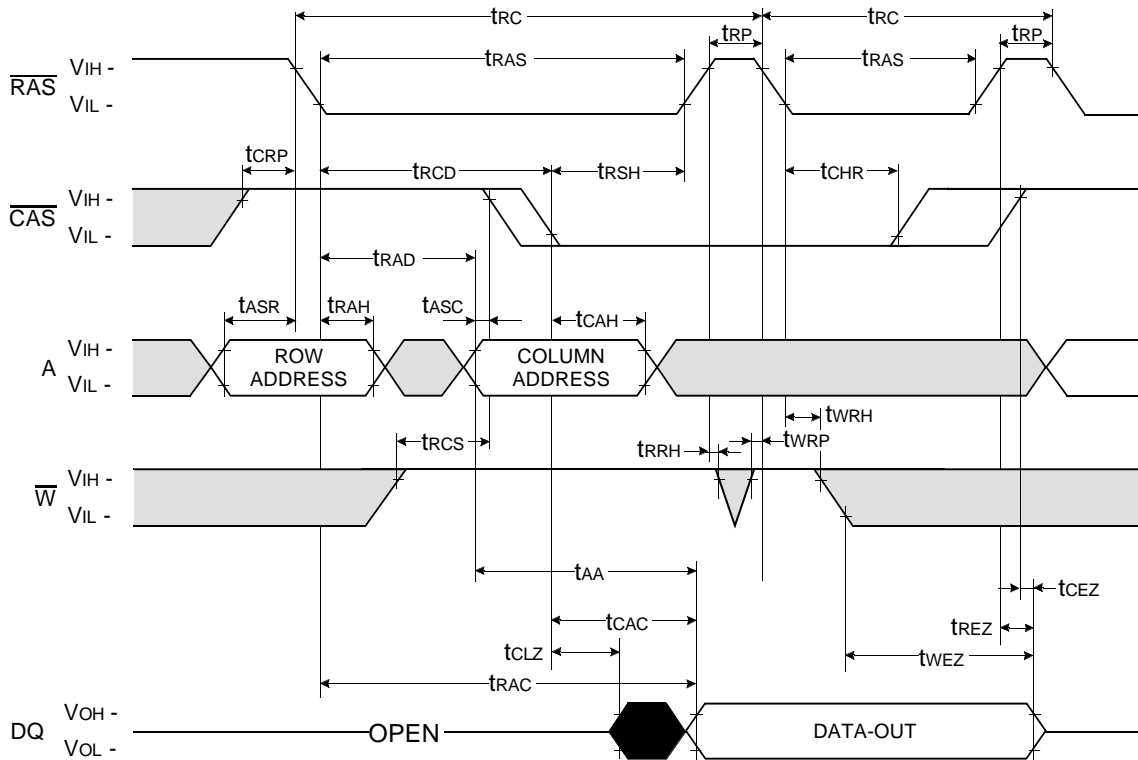 tRC tRC
tRP tRP
RAS VIH - tRAS tRAS
VIL -
tCRP tRCD tRSH tCHR
CAS VIH -
VIL -
tRAD
tASR tRAH tASC tCAH
A VIH - ROW ADDRESS COLUMN ADDRESS
VIL -
tWRH
tRCS tRRH tWRP
W VIH -
VIL -
tAA
tCEZ
tCAC
tREZ
tCLZ tWEZ
tRAC
DQ VOH -
OPEN DATA-OUT
VOL -